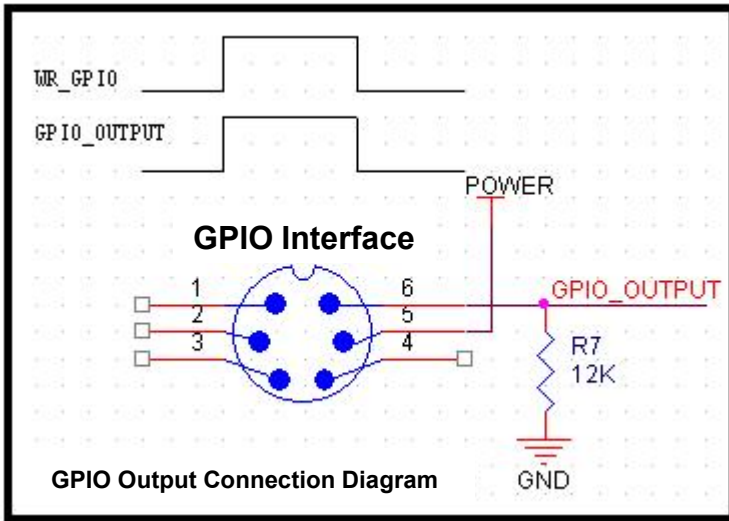 WR_GPIO
GPIO_OUTPUT
POWER
GPIO Interface
1
6
GPIO_OUTPUT
2
5
3
4
R7
12K
GPIO Output Connection Diagram
GND